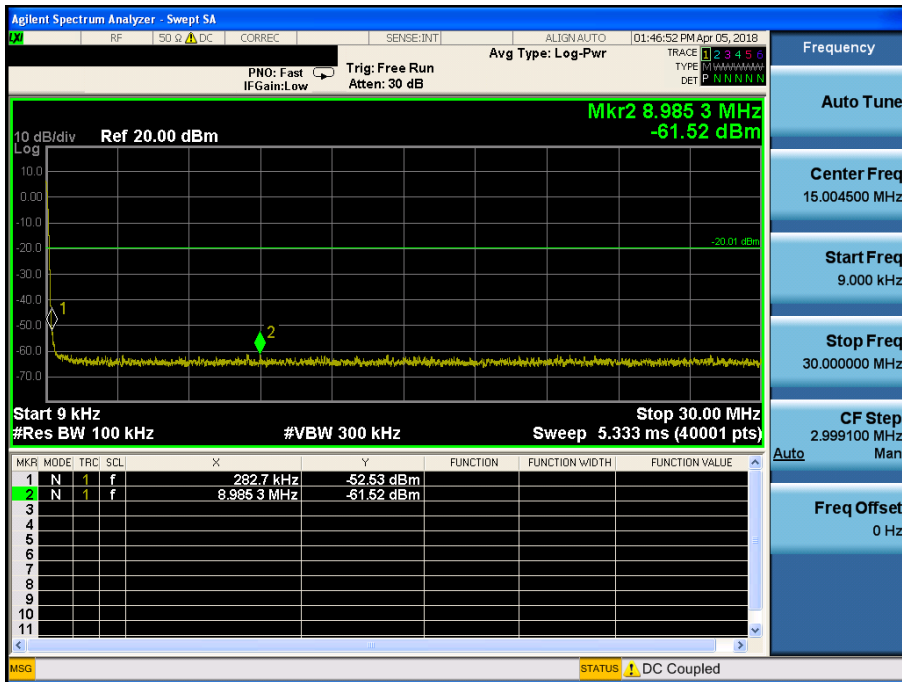 Agilent Spectrum Analyzer - Swept SA
LXI RF 50 Ω DC CORREC SENSE:INT ALIGN AUTO 01:46:52 PM Apr 05, 2018
Avg Type: Log-Pwr
TRACE 1 2 3 4 5 6
PNO: Fast Trig: Free Run
TYPE M W W W W W
IFGain:Low Atten: 30 dB
DET P N N N N N
Mkr2 8.985 3 MHz
-61.52 dBm
10 dB/div Ref 20.00 dBm
Log
10.0
0.00
-10.0
-20.0
-20.01 dBm
-30.0
-40.0
1
-50.0
2
-60.0
-70.0
Start 9 kHz Stop 30.00 MHz
#Res BW 100 kHz #VBW 300 kHz Sweep 5.333 ms (40001 pts)
MKR MODE TRC SCL X Y FUNCTION FUNCTION WIDTH FUNCTION VALUE
1 N 1 f 282.7 kHz -52.53 dBm
2 N 1 f 8.985 3 MHz -61.52 dBm
3
4
5
6
7
8
9
10
11
MSG STATUS DC Coupled
Frequency
Auto Tune
Center Freq
15.004500 MHz
Start Freq
9.000 kHz
Stop Freq
30.000000 MHz
CF Step
2.999100 MHz
Auto Man
Freq Offset
0 Hz